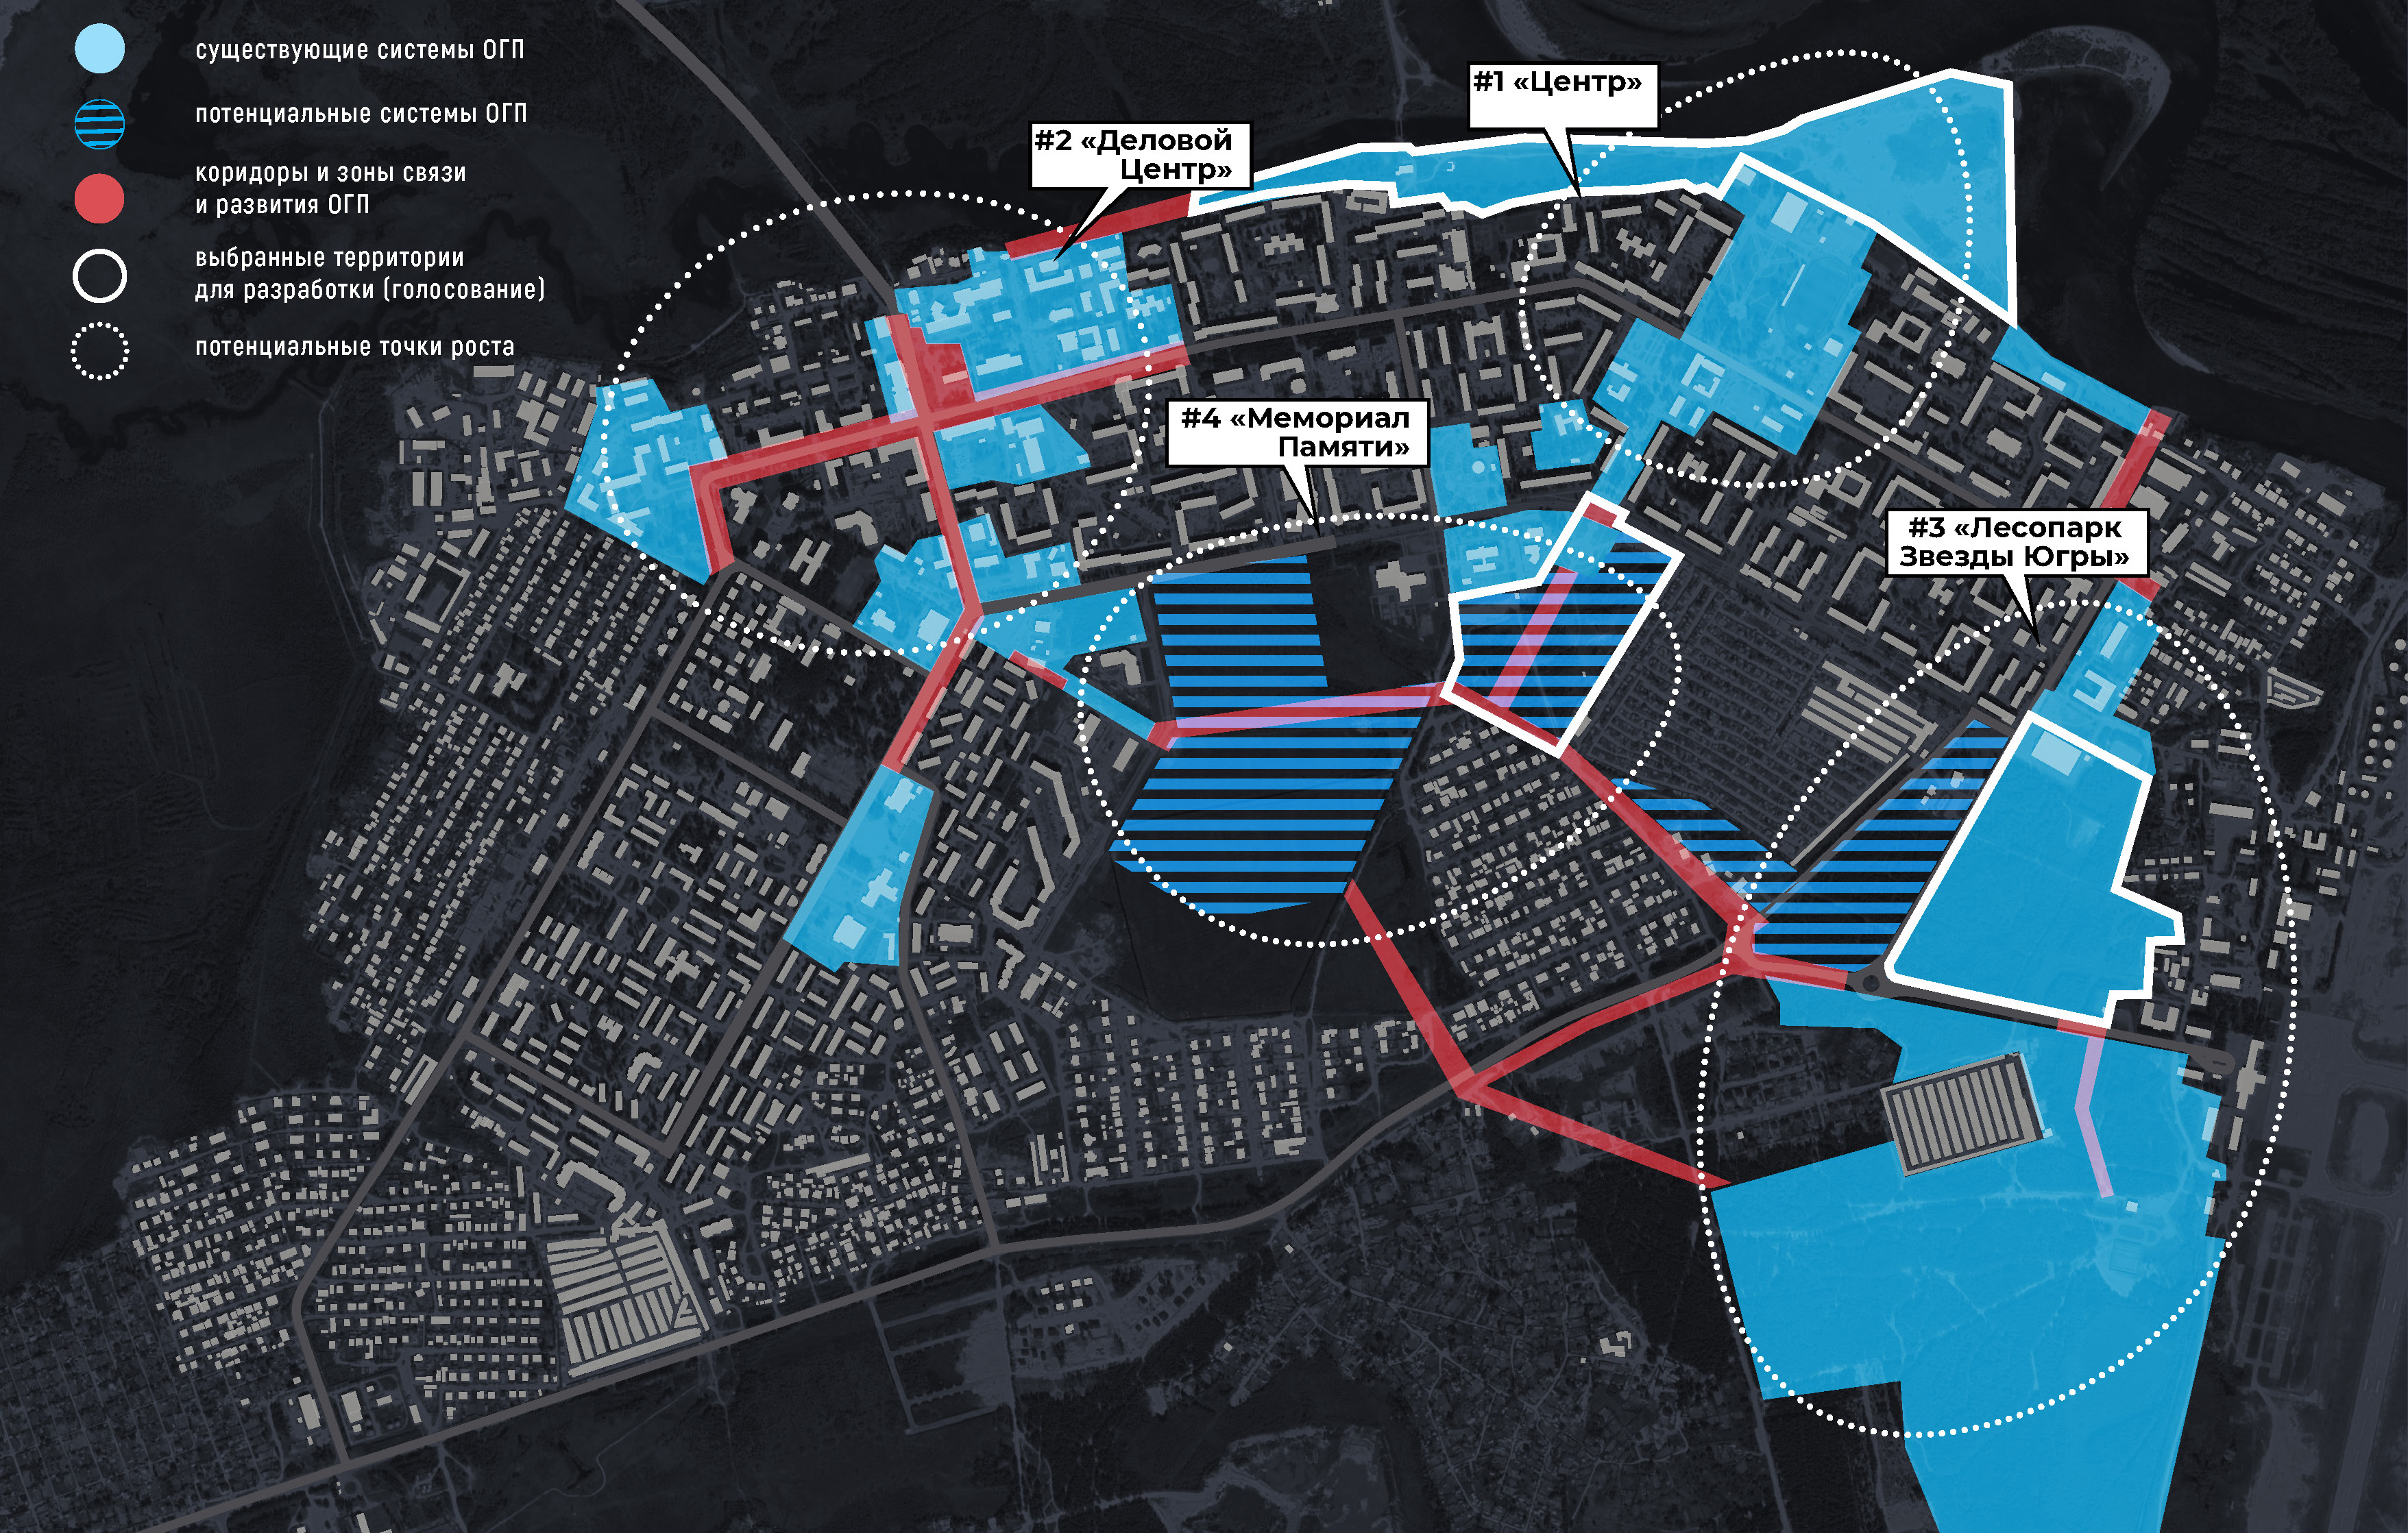 существующие системы ОГП
потенциальные системы ОГП
коридоры и зоны связи
и развития ОГП
выбранные территории
для разработки (голосование)
потенциальные точки роста
#1 «Центр»
#2 «Деловой
Центр»
#4 «Мемориал
Памяти»
#3 «Лесопарк
Звезды Югры»